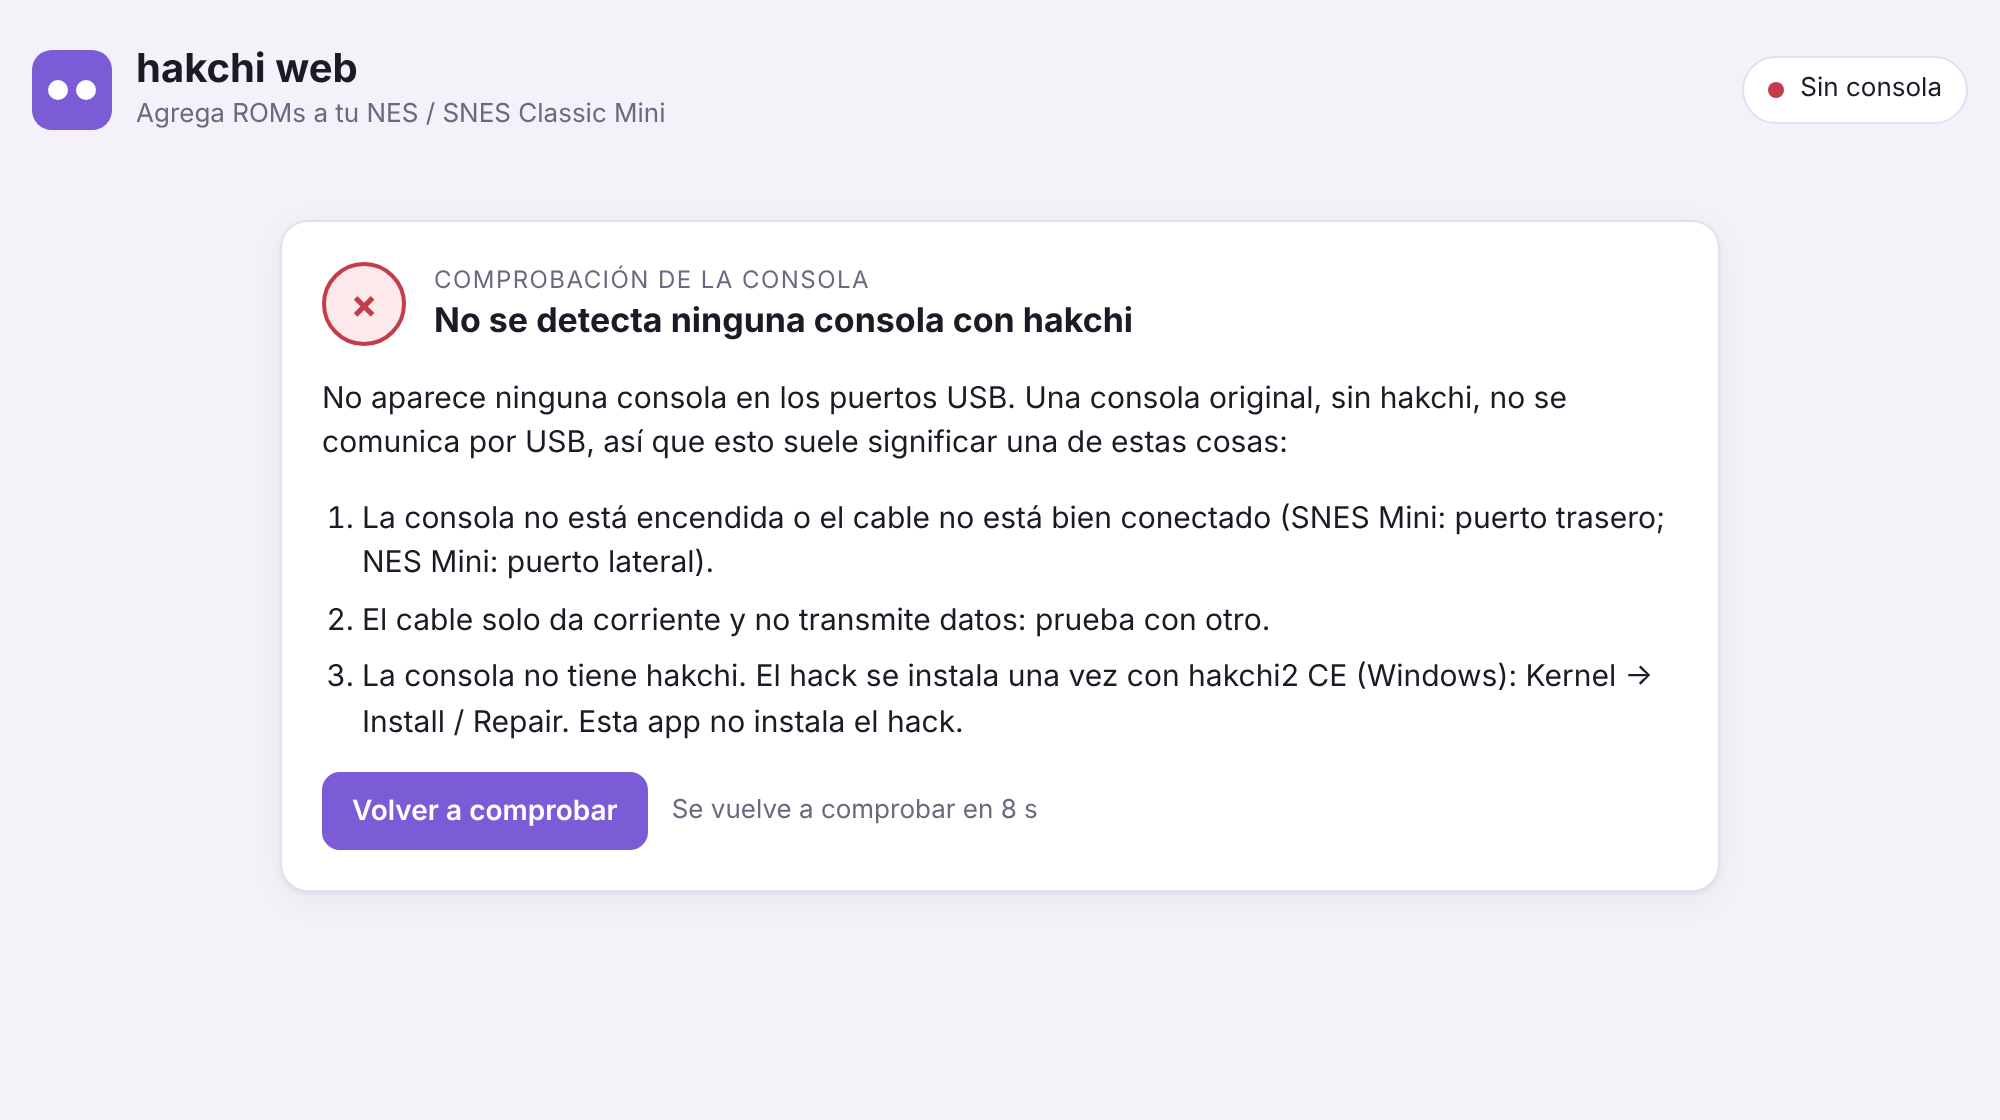 hakchi web
Agrega ROMs a tu NES / SNES Classic Mini
Sin consola
COMPROBACIÓN DE LA CONSOLA
No se detecta ninguna consola con hakchi
No aparece ninguna consola en los puertos USB. Una consola original, sin hakchi, no se
comunica por USB, así que esto suele significar una de estas cosas:
1. La consola no está encendida o el cable no está bien conectado (SNES Mini: puerto trasero;
NES Mini: puerto lateral).
2. El cable solo da corriente y no transmite datos: prueba con otro.
3. La consola no tiene hakchi. El hack se instala una vez con hakchi2 CE (Windows): Kernel →
Install / Repair. Esta app no instala el hack.
Volver a comprobar
Se vuelve a comprobar en 8 s